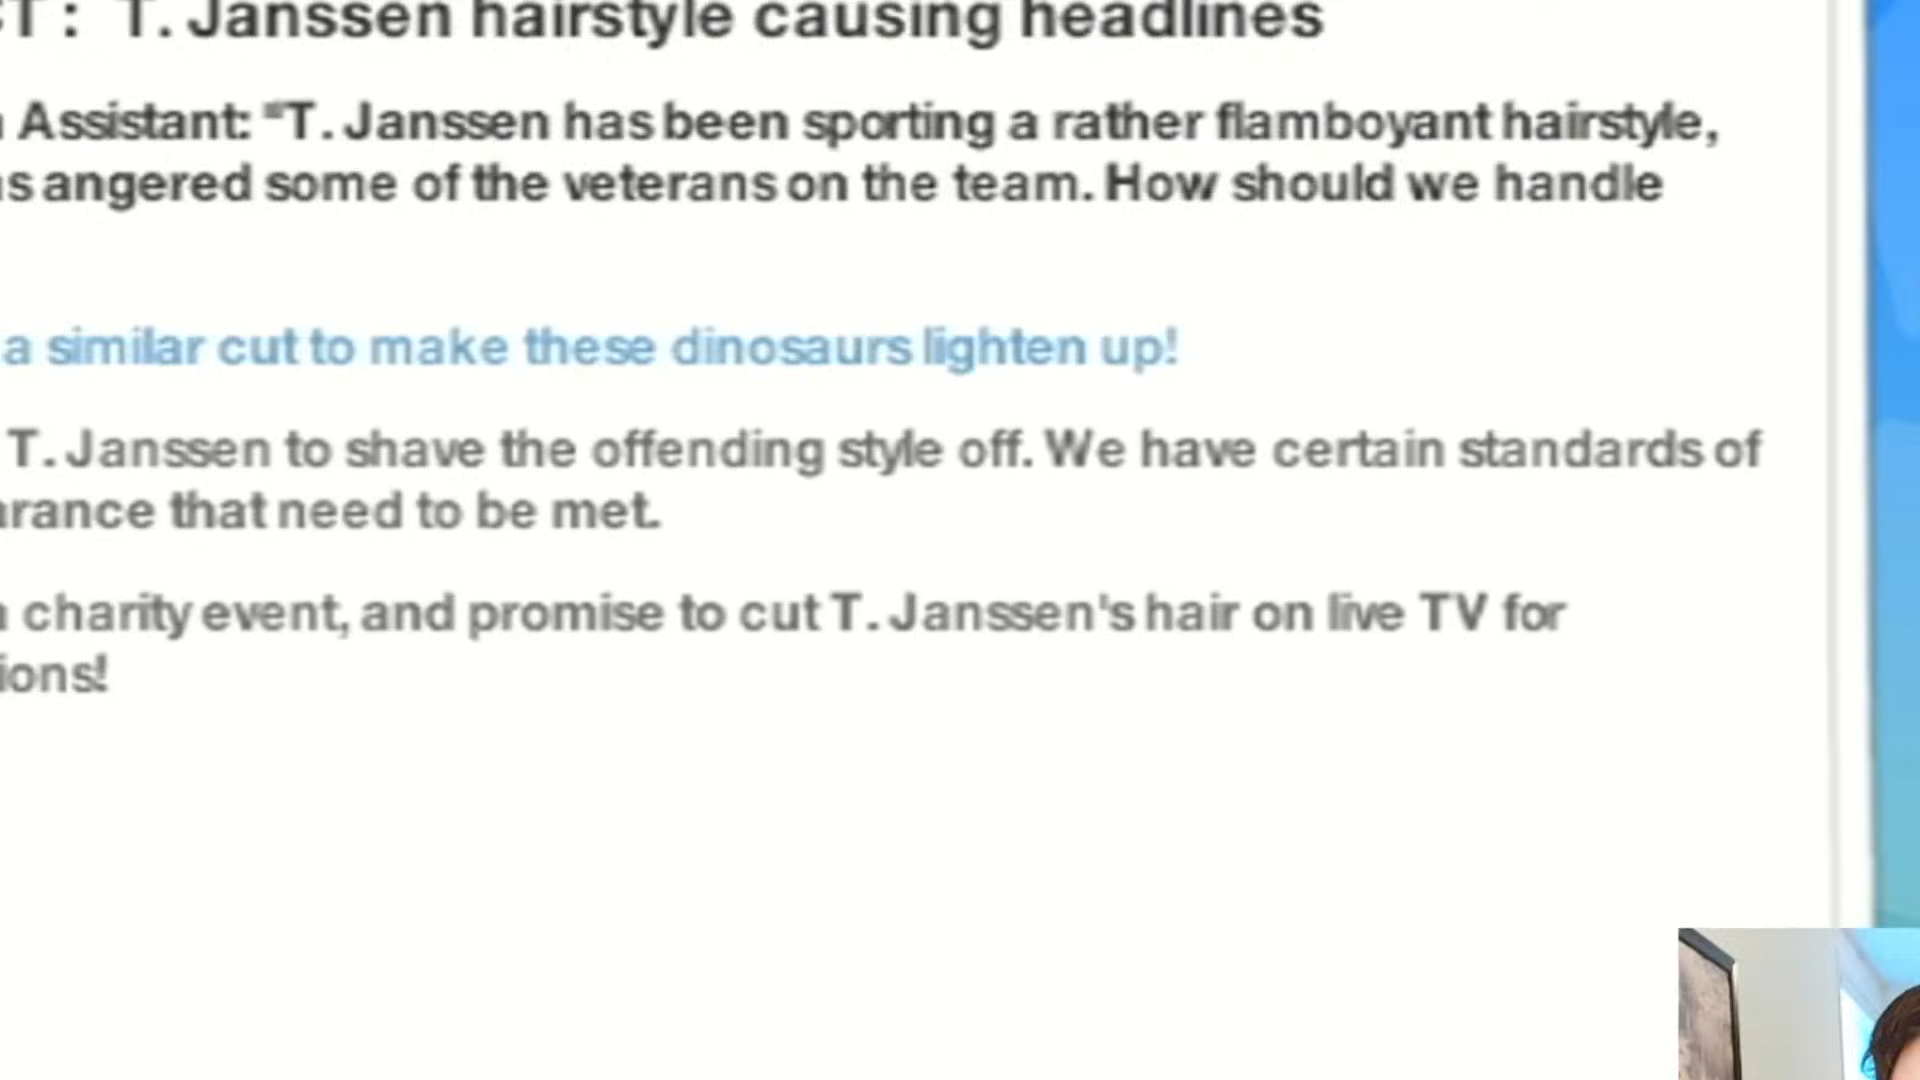 CT: T. Janssen hairstyle causing headlines
Assistant: "T. Janssen has been sporting a rather flamboyant hairstyle,
s angered some of the veterans on the team. How should we handle
a similar cut to make these dinosaurs lighten up!
T. Janssen to shave the offending style off. We have certain standards of
arance that need to be met.
charity event, and promise to cut T. Janssen's hair on live TV for
ions!